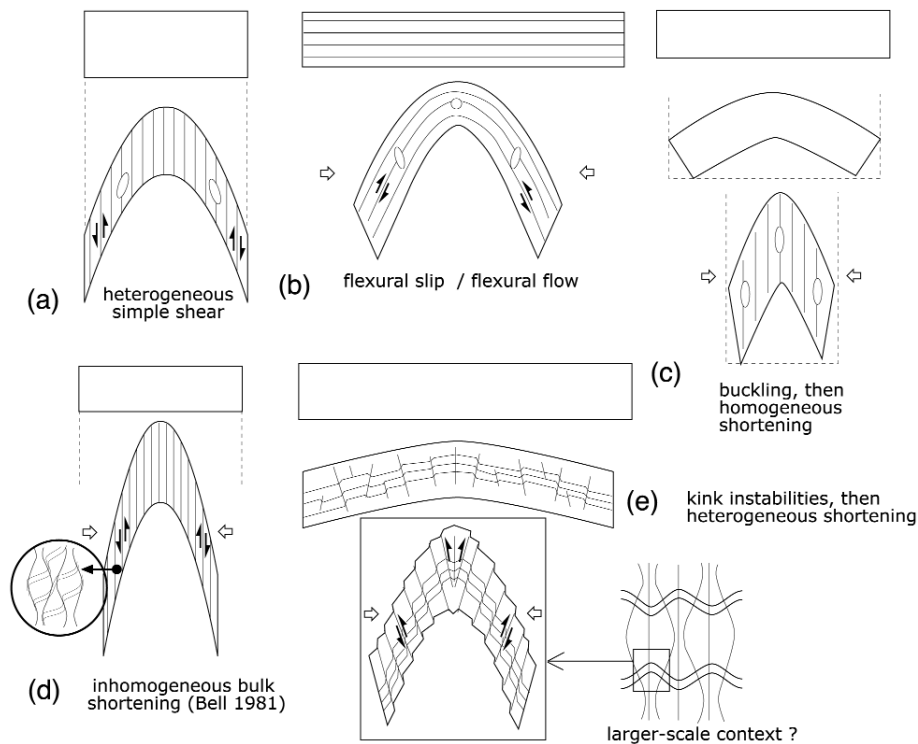 (a)
heterogeneous
simple shear
(b)
flexural slip / flexural flow
(c)
buckling, then
homogeneous
shortening
(d)
inhomogeneous bulk
shortening (Bell 1981)
(e)
kink instabilities, then
heterogeneous shortening
larger-scale context ?